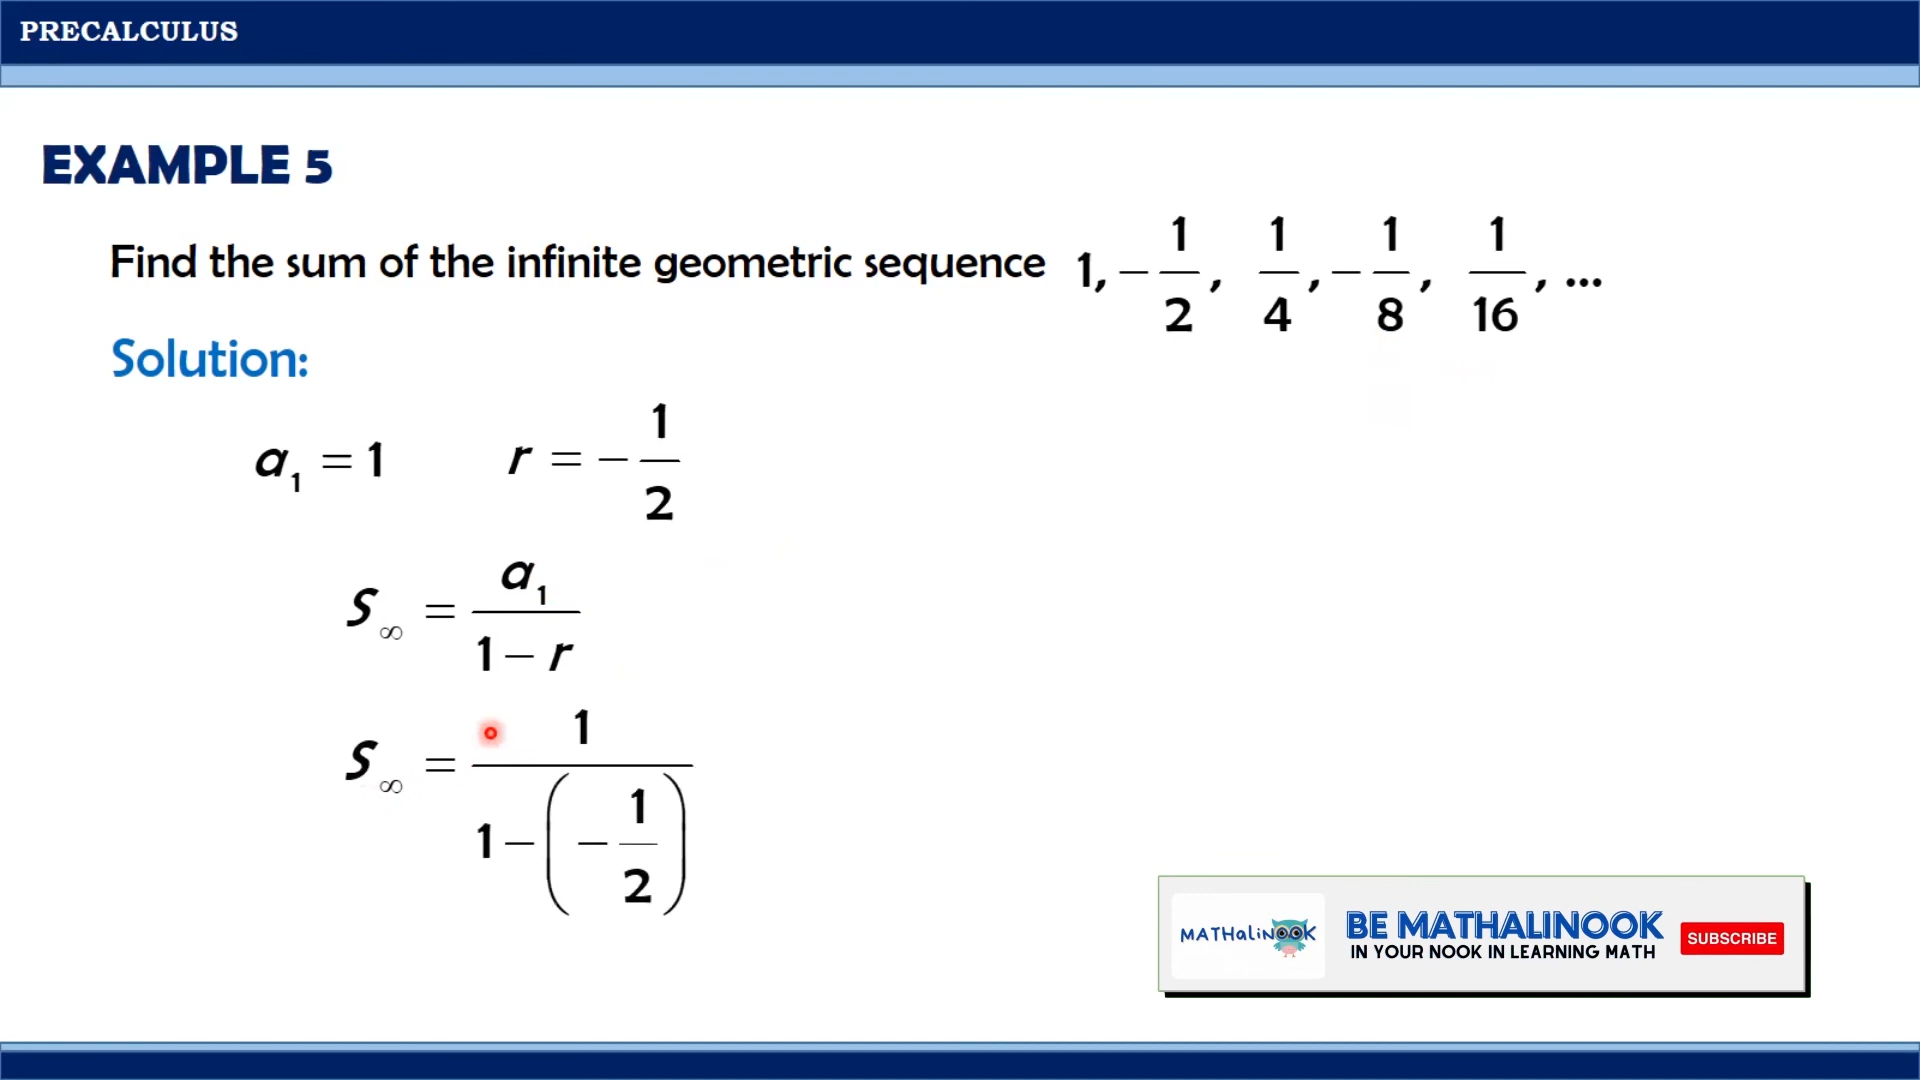 PRECALCULUS
EXAMPLE 5
Find the sum of the infinite geometric sequence 1, -1/2, 1/4, -1/8, 1/16, ...
Solution:
a₁ = 1 r = -1/2
S∞ = a₁/(1 - r)
S∞ = 1/(1 - (-1/2))
MATHaliNOOK
BE MATHALINOOK
IN YOUR NOOK IN LEARNING MATH
SUBSCRIBE